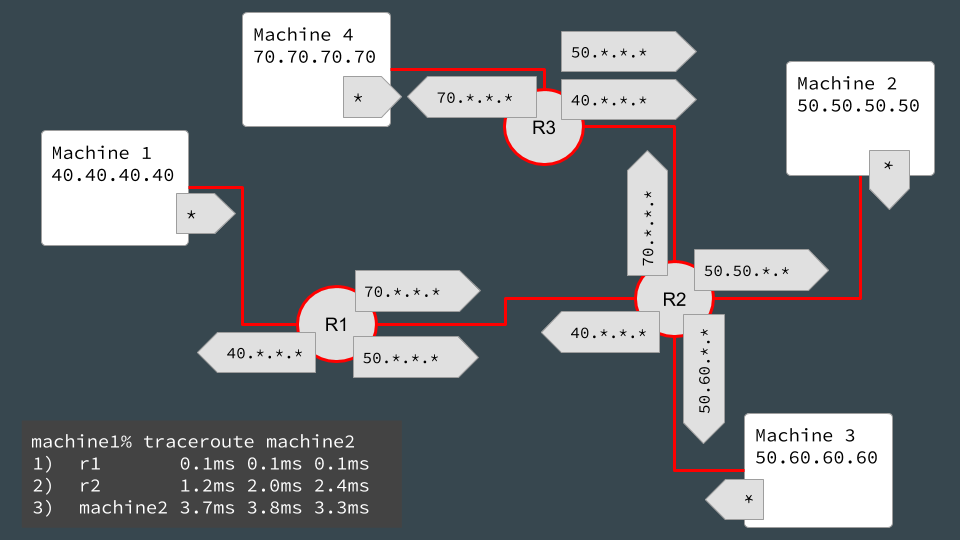 Machine 4
70.70.70.70
*
70.*.*.*
50.*.*.*
40.*.*.*
R3
Machine 2
50.50.50.50
*
Machine 1
40.40.40.40
*
70.*.*.*
50.50.*.*
R2
40.*.*.*
50.60.*.*
70.*.*.*
R1
40.*.*.*
50.*.*.*
Machine 3
50.60.60.60
*
machine1% traceroute machine2
1) r1 0.1ms 0.1ms 0.1ms
2) r2 1.2ms 2.0ms 2.4ms
3) machine2 3.7ms 3.8ms 3.3ms